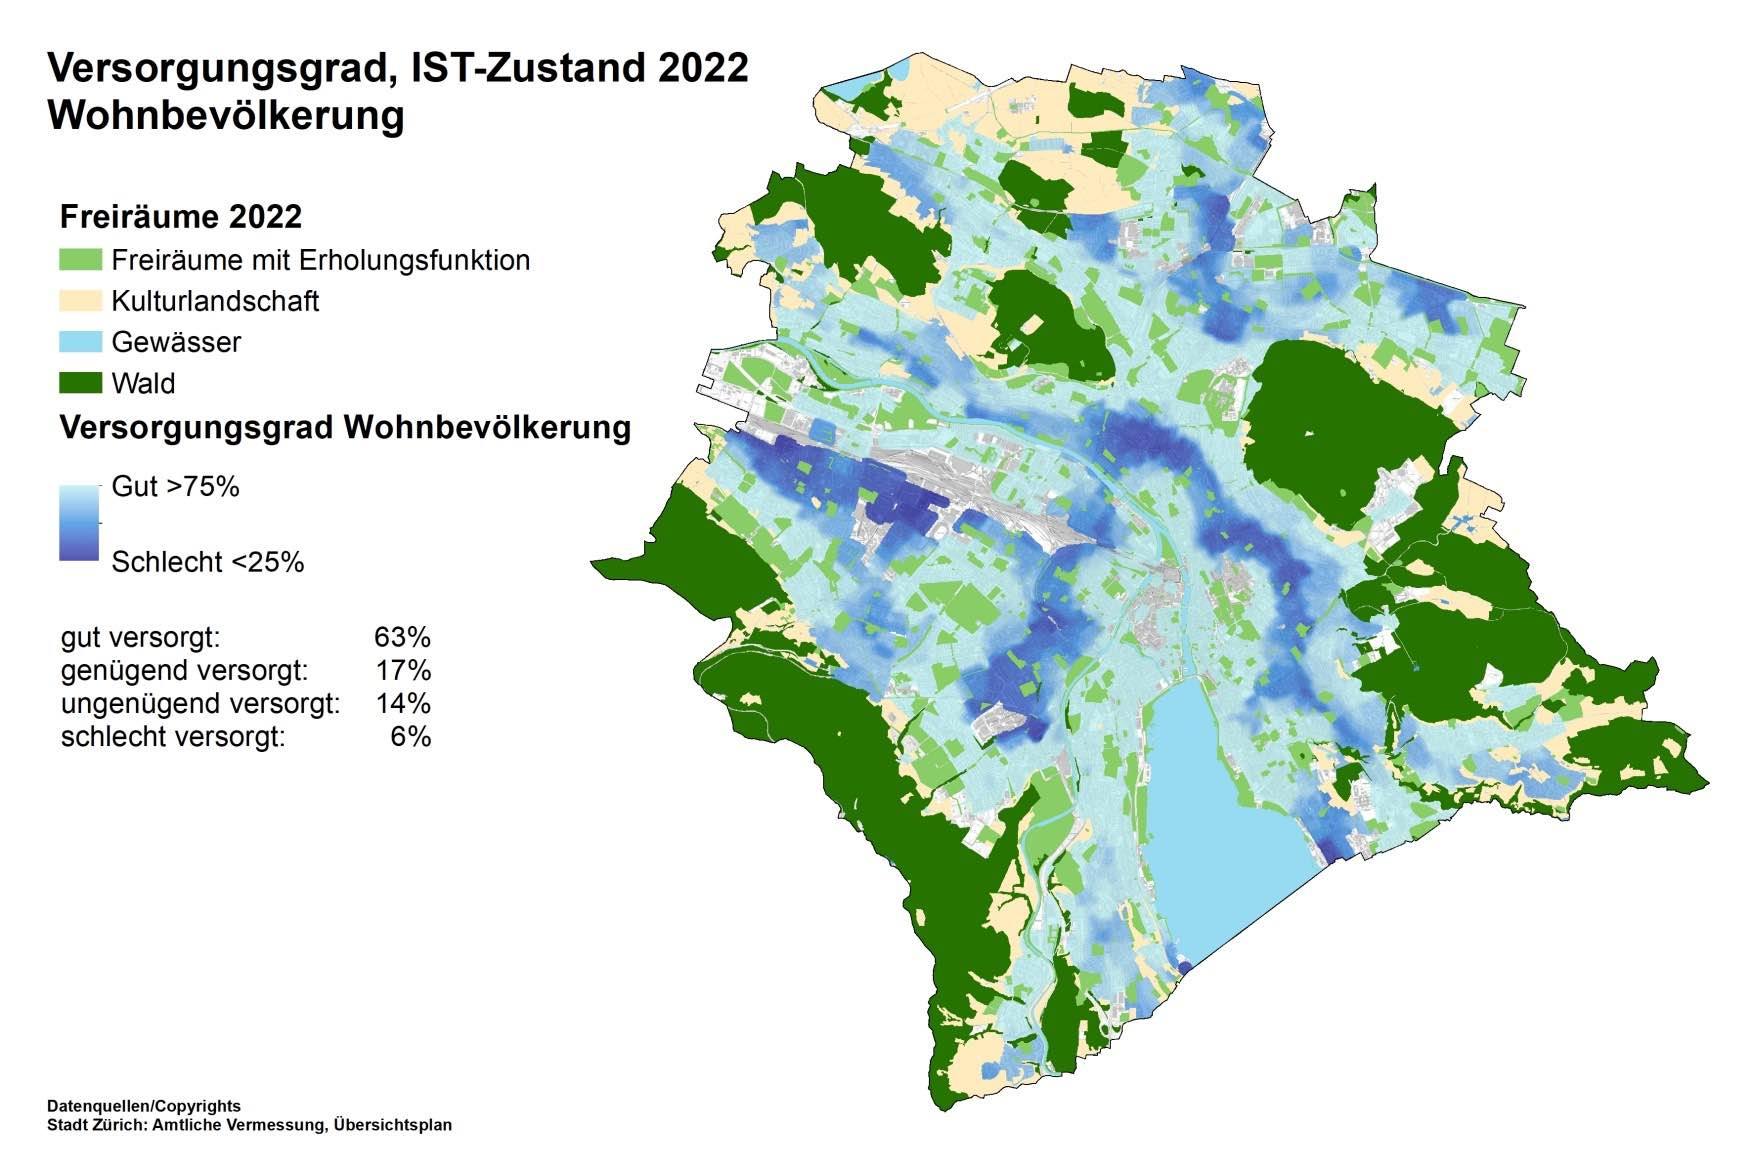 Versorgungsgrad, IST-Zustand 2022
Wohnbevölkerung
Freiräume 2022
Freiräume mit Erholungsfunktion
Kulturlandschaft
Gewässer
Wald
Versorgungsgrad Wohnbevölkerung
Gut >75%
Schlecht <25%
gut versorgt: 63%
genügend versorgt: 17%
ungenügend versorgt: 14%
schlecht versorgt: 6%
Datenquellen/Copyrights
Stadt Zürich: Amtliche Vermessung, Übersichtsplan